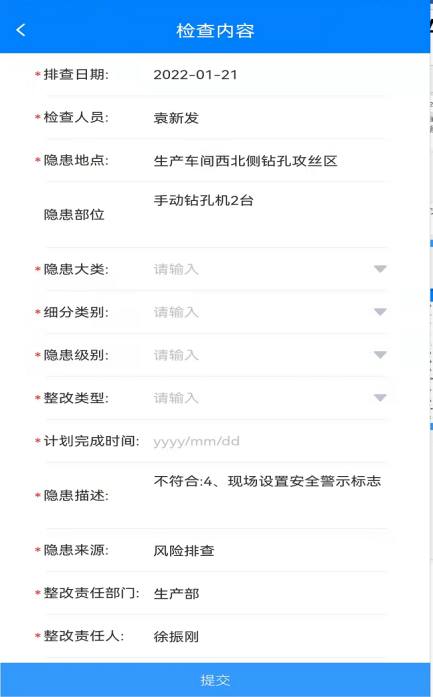 检查内容
*排查日期: 2022-01-21
*检查人员: 袁新发
*隐患地点: 生产车间西北侧钻孔攻丝区
隐患部位 手动钻孔机2台
*隐患大类: 请输入
*细分类别: 请输入
*隐患级别: 请输入
*整改类型: 请输入
*计划完成时间: yyyy/mm/dd
*隐患描述: 不符合:4、现场设置安全警示标志
*隐患来源: 风险排查
*整改责任部门: 生产部
*整改责任人: 徐振刚
提交